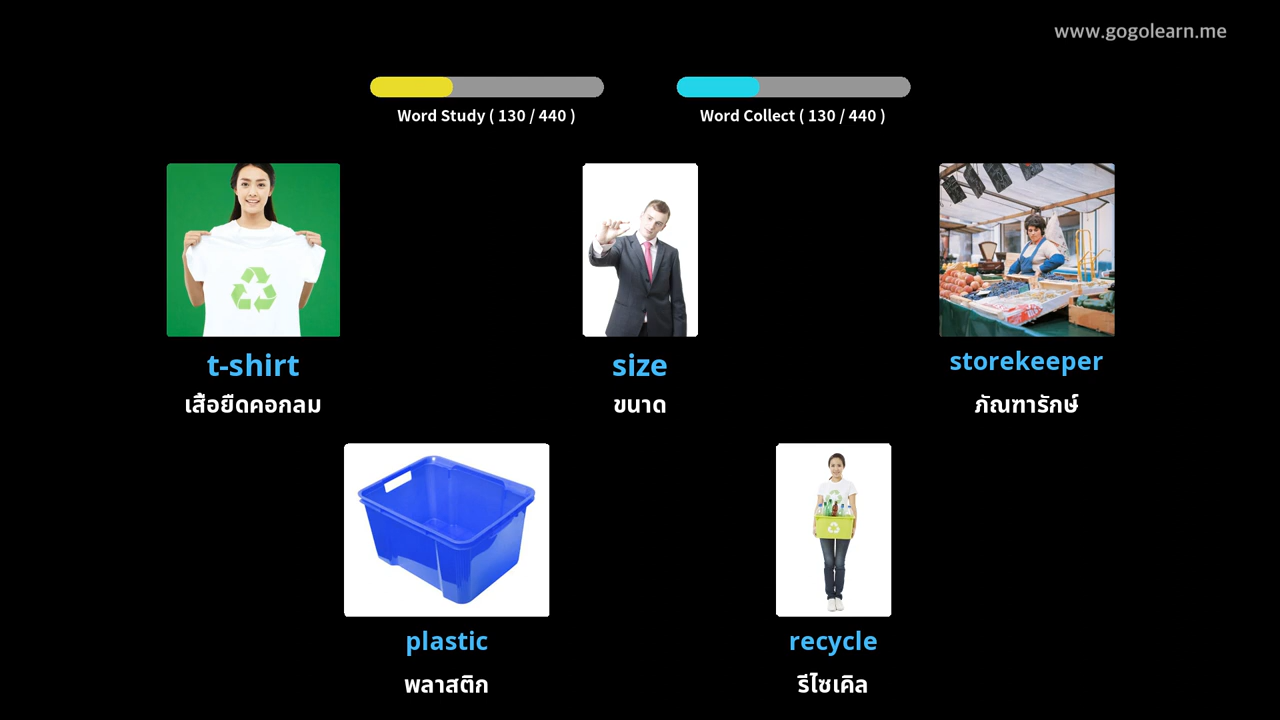 www.gogolearn.me
Word Study ( 130 / 440 )
Word Collect ( 130 / 440 )
t-shirt
size
storekeeper
เสื้อยืดคอกลม
ขนาด
ภัณฑารักษ์
plastic
recycle
พลาสติก
รีไซเคิล